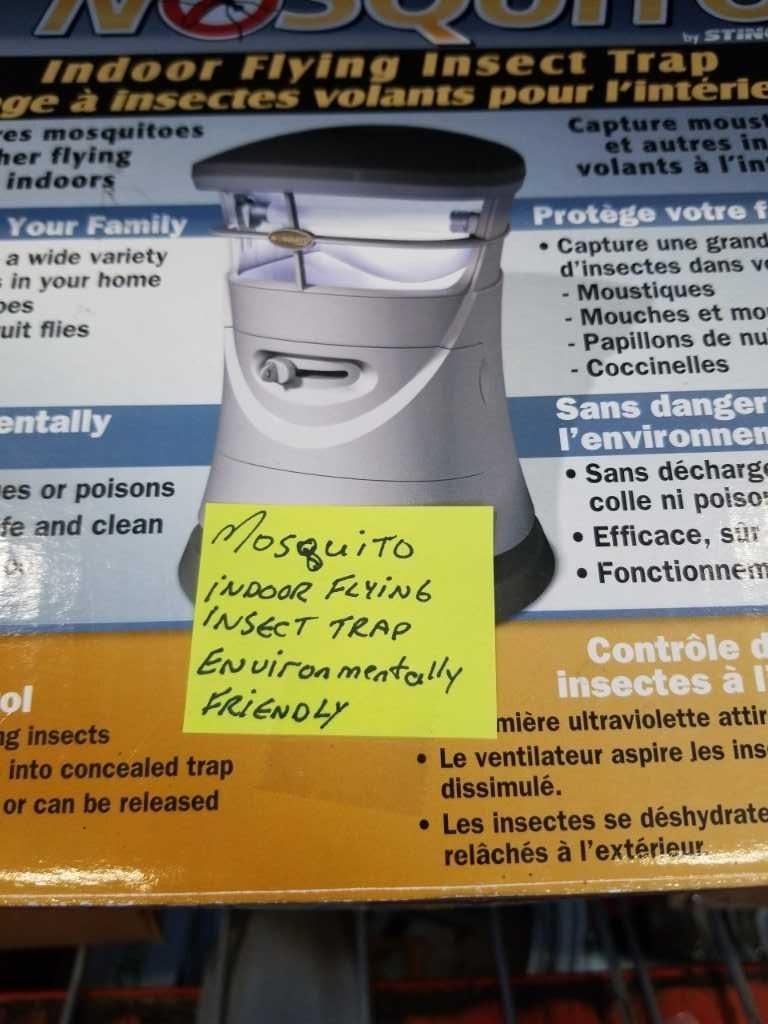 NOSQUITO
by STING
Indoor Flying Insect Trap
ge à insectes volants pour l'intérie
es mosquitoes
her flying
indoors
Capture moust
et autres in
volants à l'in
Your Family
a wide variety
s in your home
oes
uit flies
Protège votre f
• Capture une grand
d'insectes dans v
- Moustiques
- Mouches et mo
- Papillons de nu
- Coccinelles
entally
es or poisons
fe and clean
Sans danger
l'environnem
• Sans décharge
colle ni poiso
• Efficace, sûr
• Fonctionnem
MOSQUITO
INDOOR FLYING
INSECT TRAP
Environmentally
FRIENDLY
ol
ng insects
into concealed trap
or can be released
Contrôle d
insectes à l'
mière ultraviolette attir
• Le ventilateur aspire les ins
dissimulé.
• Les insectes se déshydrate
relâchés à l'extérieur.